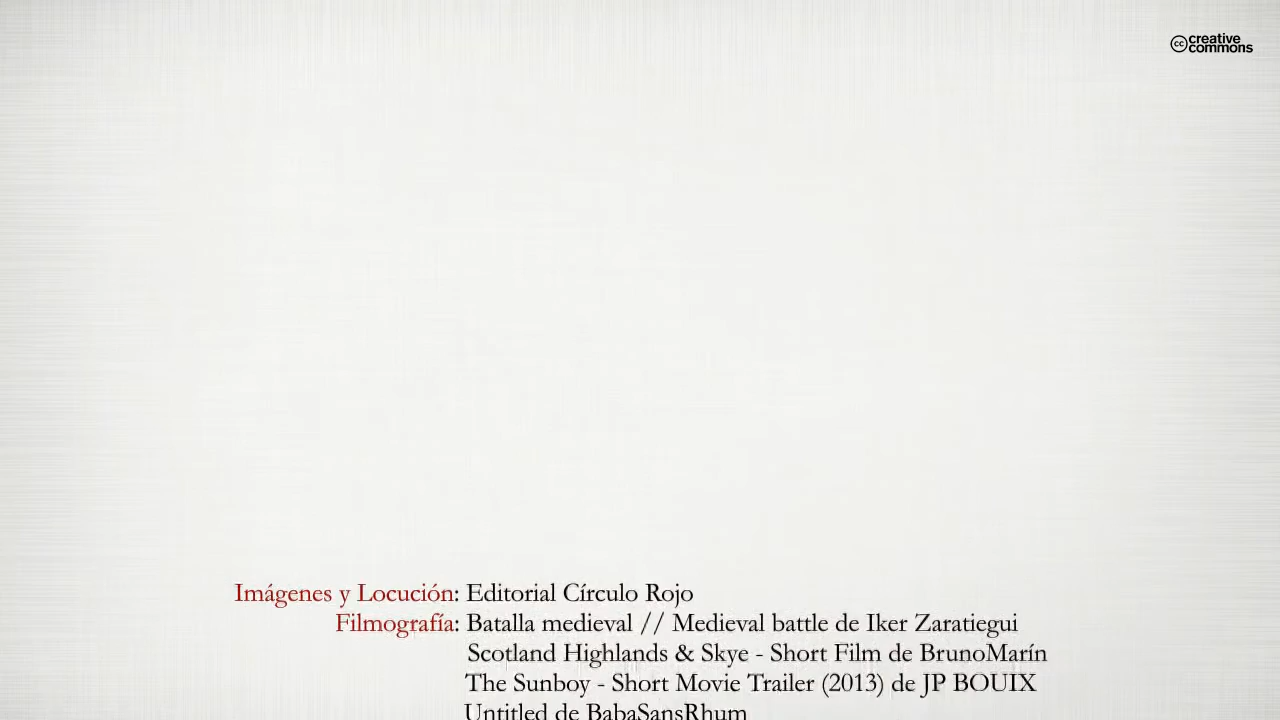 creative
commons
Imágenes y Locución: Editorial Círculo Rojo
Filmografía: Batalla medieval // Medieval battle de Iker Zaratiegui
Scotland Highlands & Skye - Short Film de BrunoMarín
The Sunboy - Short Movie Trailer (2013) de JP BOUIX
Untitled de BabaSansRhum